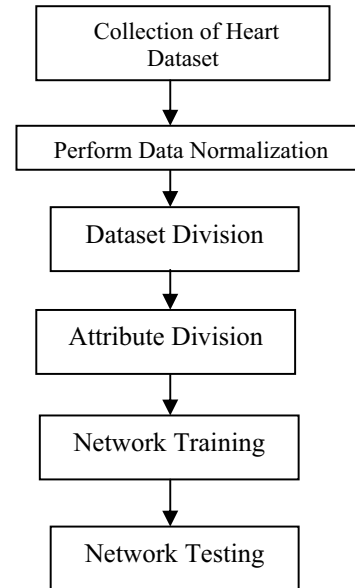 Collection of Heart
Dataset
Perform Data Normalization
Dataset Division
Attribute Division
Network Training
Network Testing